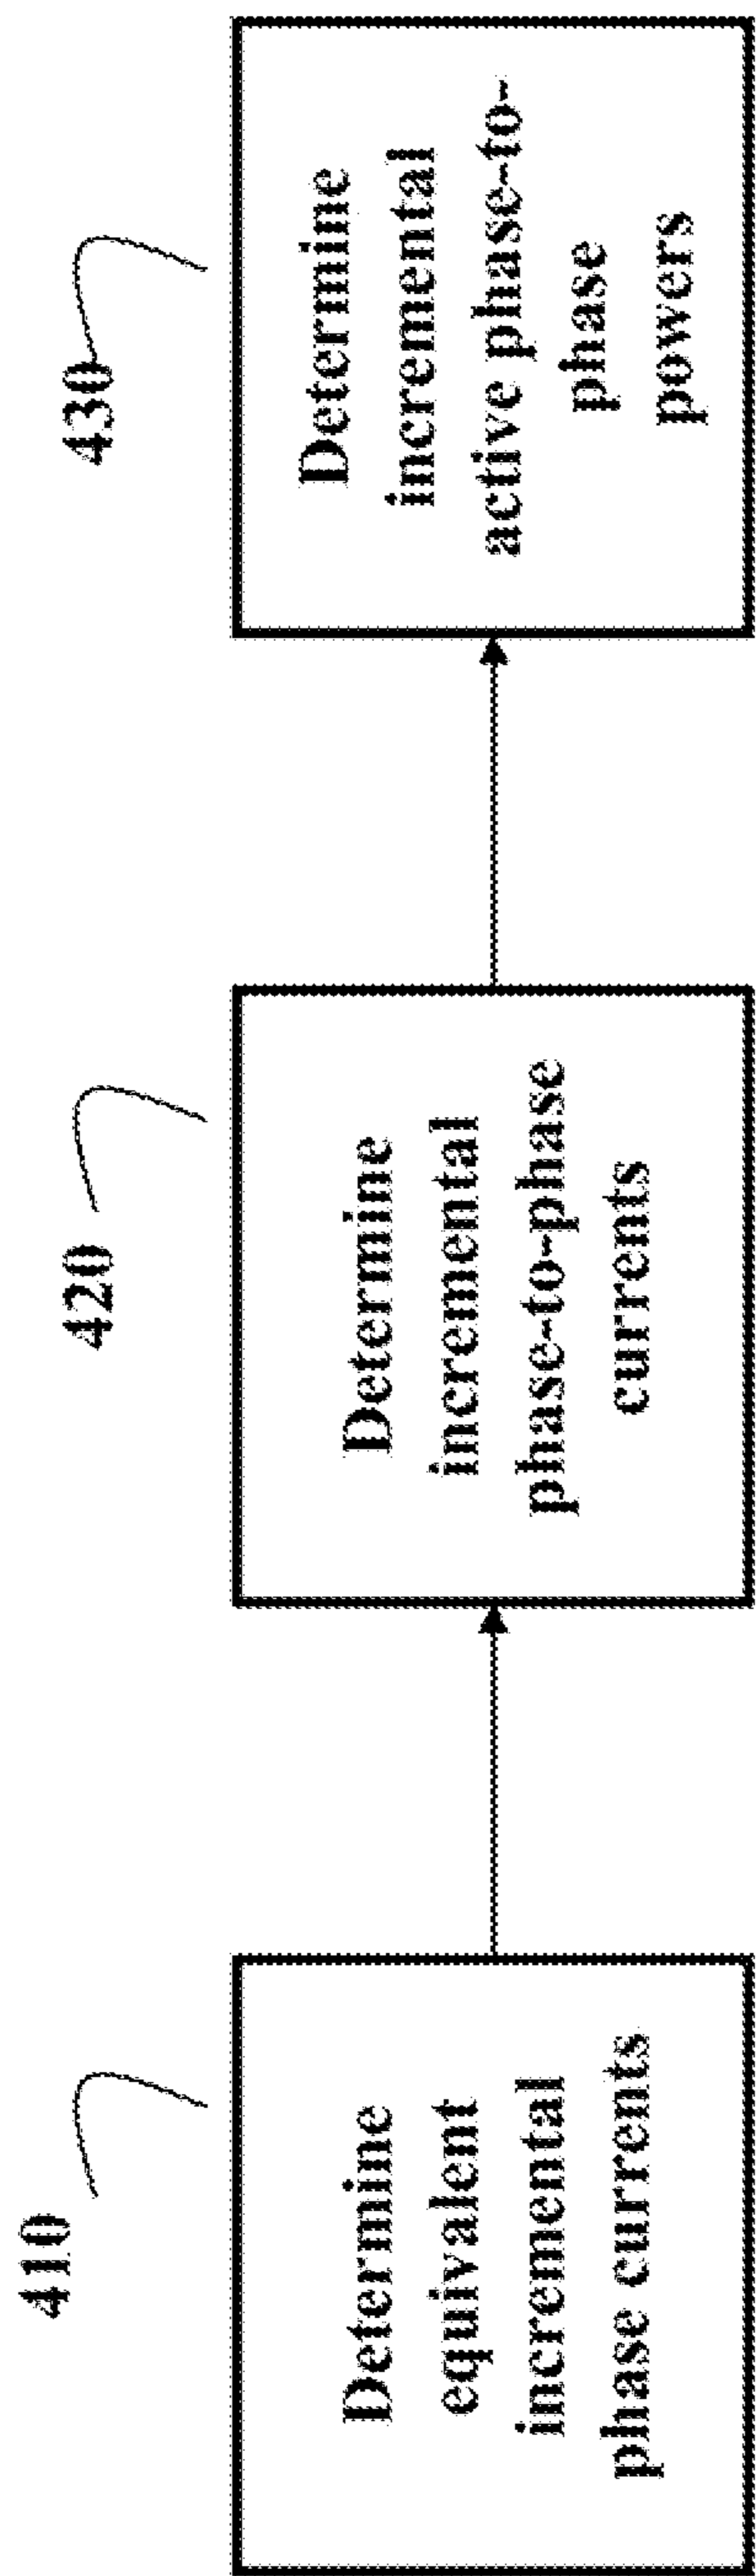 410
Determine
equivalent
incremental
phase currents
420
Determine
incremental
phase-to-phase
currents
430
Determine
incremental
active phase-to-
phase
powers